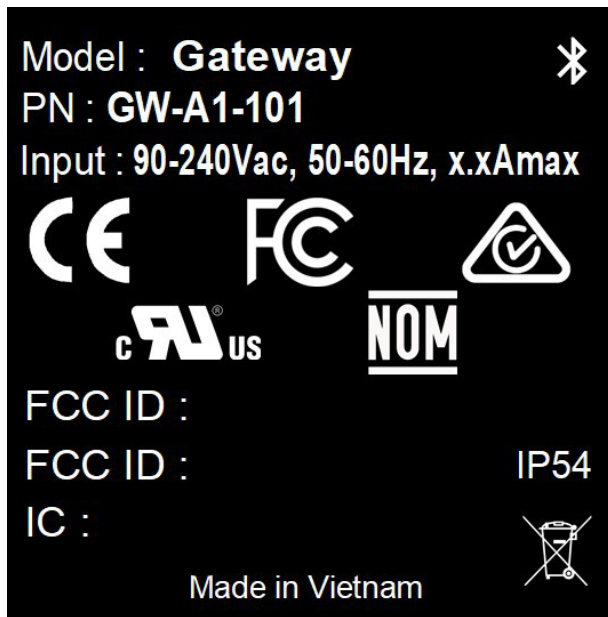 Model : Gateway
PN : GW-A1-101
Input : 90-240Vac, 50-60Hz, x.xAmax
CE FC
c RU ® US NOM
FCC ID :
FCC ID : IP54
IC :
Made in Vietnam